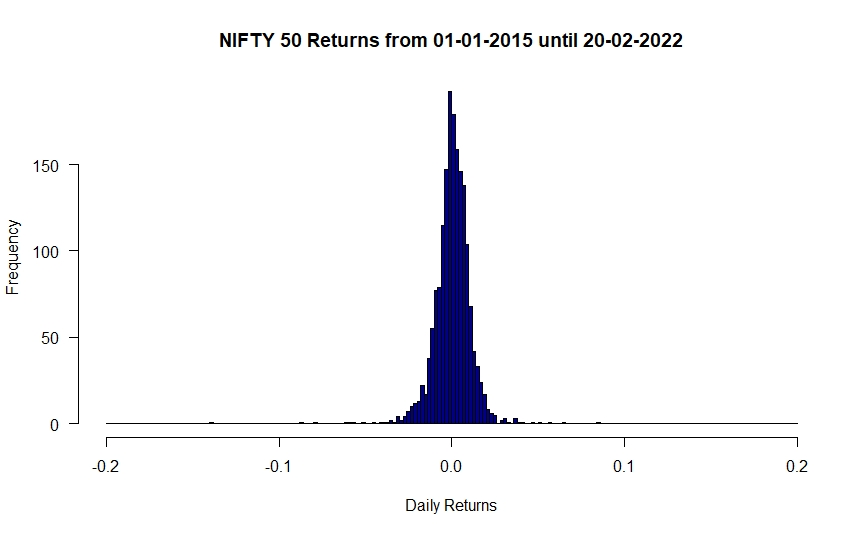 NIFTY 50 Returns from 01-01-2015 until 20-02-2022
150
100
50
0
Frequency
-0.2 -0.1 0.0 0.1 0.2
Daily Returns